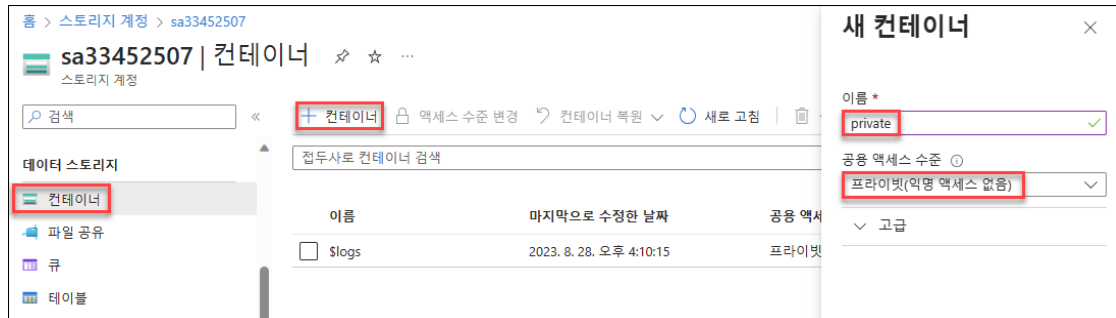 홈 > 스토리지 계정 > sa33452507
sa33452507 | 컨테이너
스토리지 계정
검색
데이터 스토리지
컨테이너
파일 공유
큐
테이블
+ 컨테이너 액세스 수준 변경 컨테이너 복원 새로 고침
접두사로 컨테이너 검색
이름 마지막으로 수정한 날짜 공용 액세
$logs 2023. 8. 28. 오후 4:10:15 프라이빗
새 컨테이너
이름 *
private
공용 액세스 수준
프라이빗(익명 액세스 없음)
고급